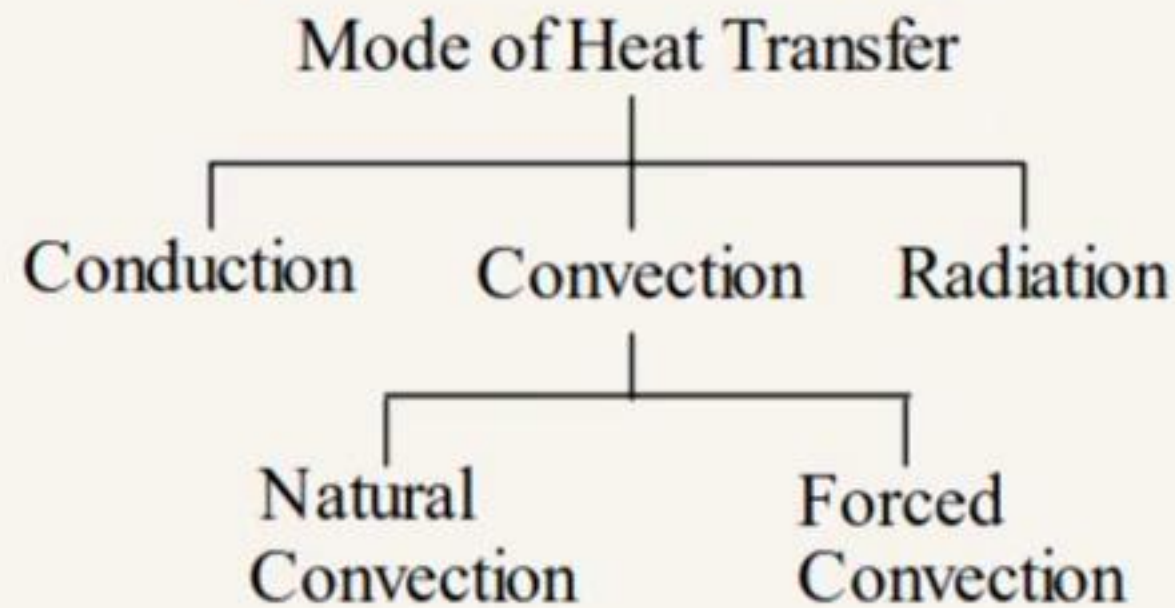 Mode of Heat Transfer
Conduction
Convection
Radiation
Natural
Convection
Forced
Convection